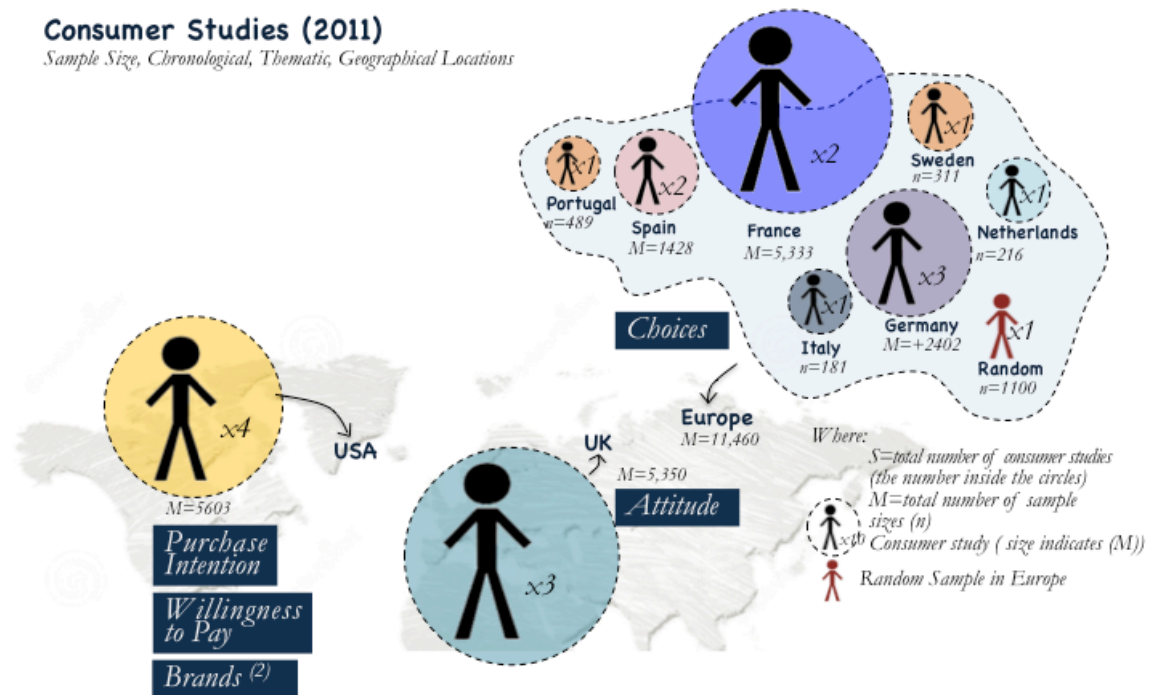 Consumer Studies (2011)
Sample Size, Chronological, Thematic, Geographical Locations
x2
x1
Sweden
n=311
x1
Portugal
n=489
x2
Spain
M=1428
France
M=5,333
x1
Netherlands
n=216
x3
Germany
M=+2402
x1
Italy
n=181
x1
Random
n=1100
Choices
Europe
M=11,460
x4
USA
M=5603
Purchase
Intention
Willingness
to Pay
Brands (2)
UK
M=5,350
Attitude
x3
Where:
S=total number of consumer studies
(the number inside the circles)
M=total number of sample
sizes (n)
Consumer study ( size indicates (M))
Random Sample in Europe